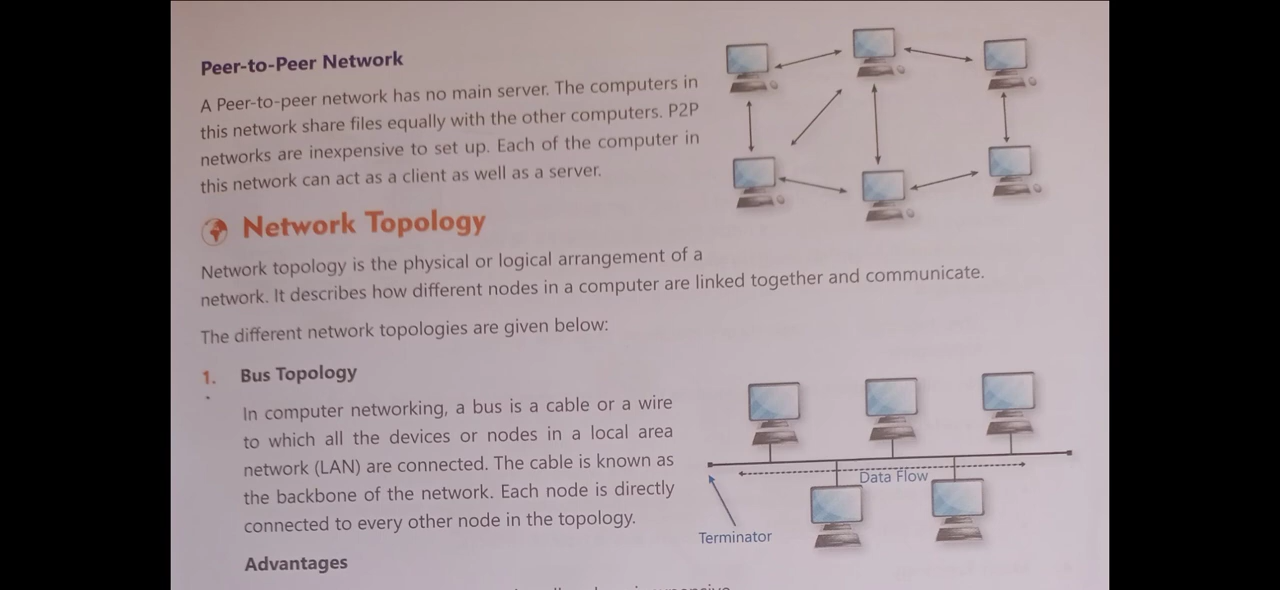 Peer-to-Peer Network
A Peer-to-peer network has no main server. The computers in
this network share files equally with the other computers. P2P
networks are inexpensive to set up. Each of the computer in
this network can act as a client as well as a server.
Network Topology
Network topology is the physical or logical arrangement of a
network. It describes how different nodes in a computer are linked together and communicate.
The different network topologies are given below:
1. Bus Topology
In computer networking, a bus is a cable or a wire
to which all the devices or nodes in a local area
network (LAN) are connected. The cable is known as
the backbone of the network. Each node is directly
connected to every other node in the topology.
Data Flow
Terminator
Advantages